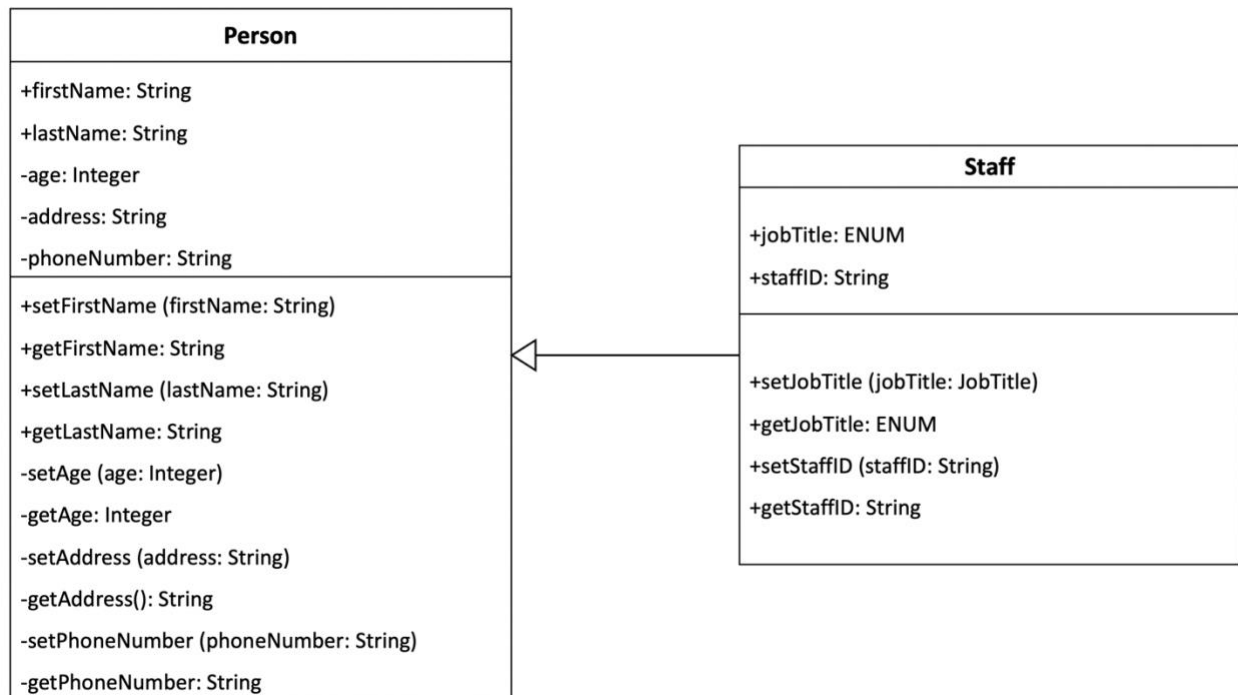 Person
+firstName: String
+lastName: String
-age: Integer
-address: String
-phoneNumber: String
+setFirstName (firstName: String)
+getFirstName: String
+setLastName (lastName: String)
+getLastName: String
-setAge (age: Integer)
-getAge: Integer
-setAddress (address: String)
-getAddress(): String
-setPhoneNumber (phoneNumber: String)
-getPhoneNumber: String
Staff
+jobTitle: ENUM
+staffID: String
+setJobTitle (jobTitle: JobTitle)
+getJobTitle: ENUM
+setStaffID (staffID: String)
+getStaffID: String